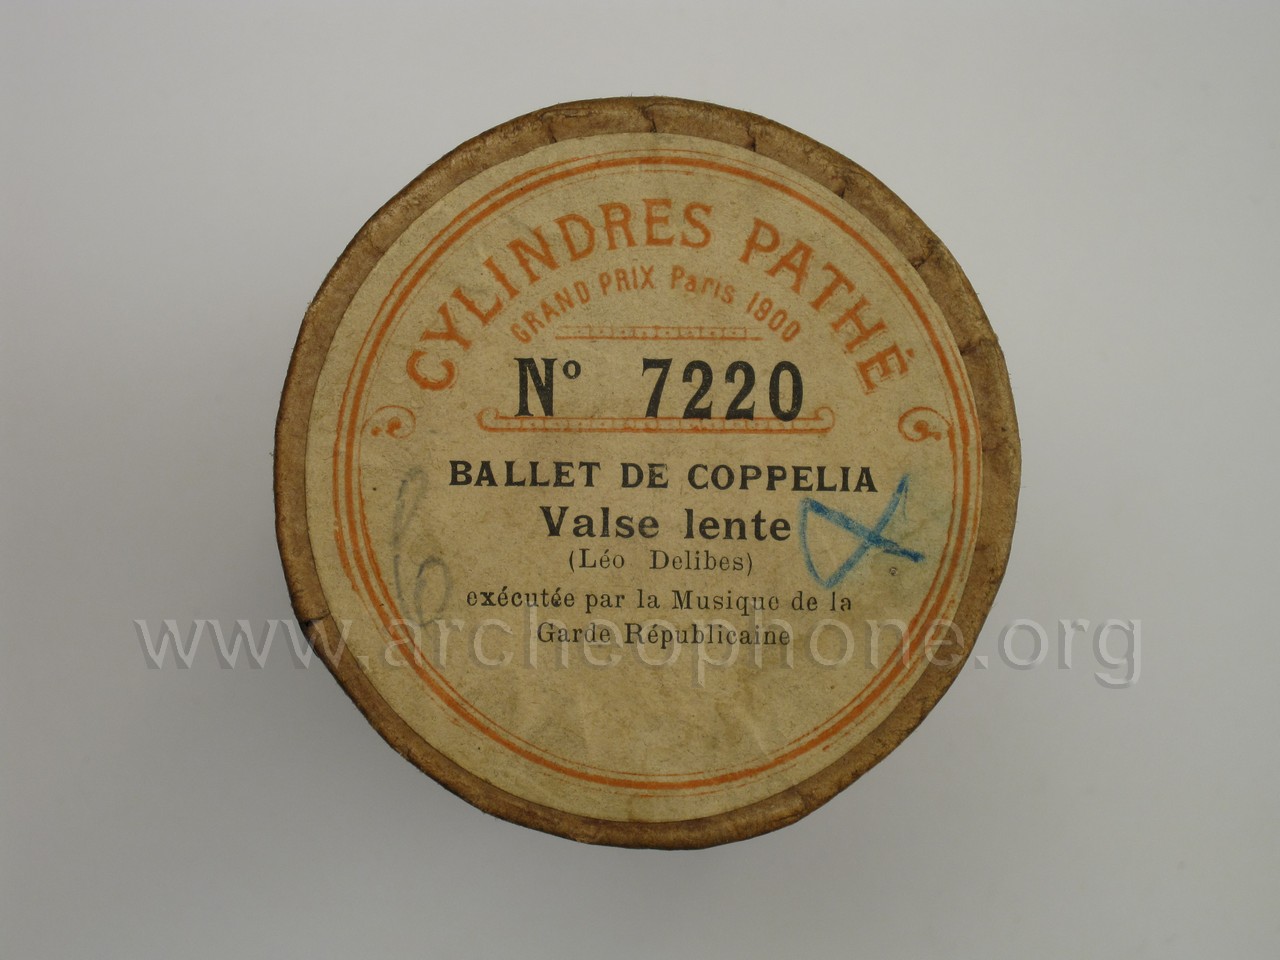 CYLINDRES PATHÉ
GRAND PRIX Paris 1900
Nº 7220
BALLET DE COPPELIA
Valse lente
(Léo Delibes)
exécutée par la Musique de la
Garde Républicaine
www.archeophone.org